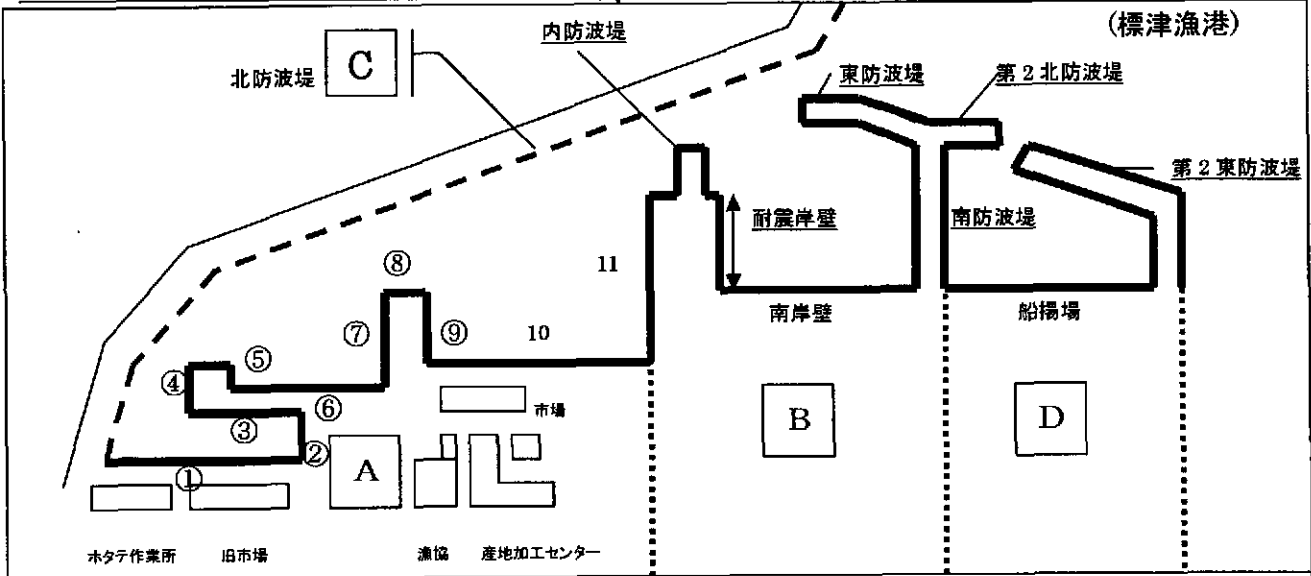 (標津漁港)
内防波堤
北防波堤
C
東防波堤
第2北防波堤
第2東防波堤
耐震岸壁
南防波堤
11
⑧
南岸壁
船揚場
⑦
⑨
10
⑤
④
⑥
市場
③
②
A
B
D
①
ホタテ作業所
旧市場
漁協
産地加工センター